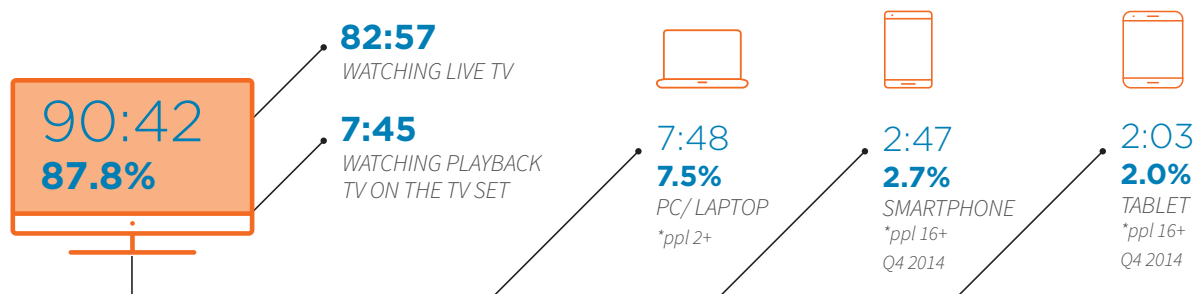 90:42
87.8%
82:57
WATCHING LIVE TV
7:45
WATCHING PLAYBACK
TV ON THE TV SET
7:48
7.5%
PC/ LAPTOP
*ppl 2+
2:47
2.7%
SMARTPHONE
*ppl 16+
Q4 2014
2:03
2.0%
TABLET
*ppl 16+
Q4 2014